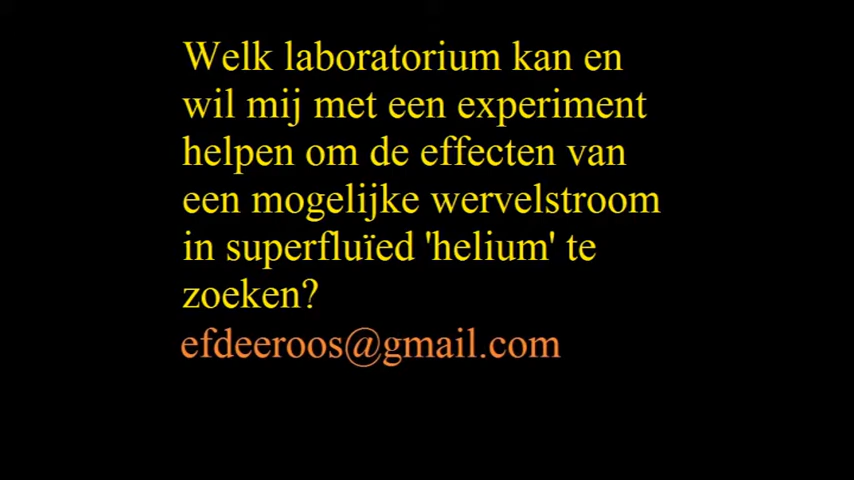 Welk laboratorium kan en
wil mij met een experiment
helpen om de effecten van
een mogelijke wervelstroom
in superfluïed 'helium' te
zoeken?
efdeeroos@gmail.com